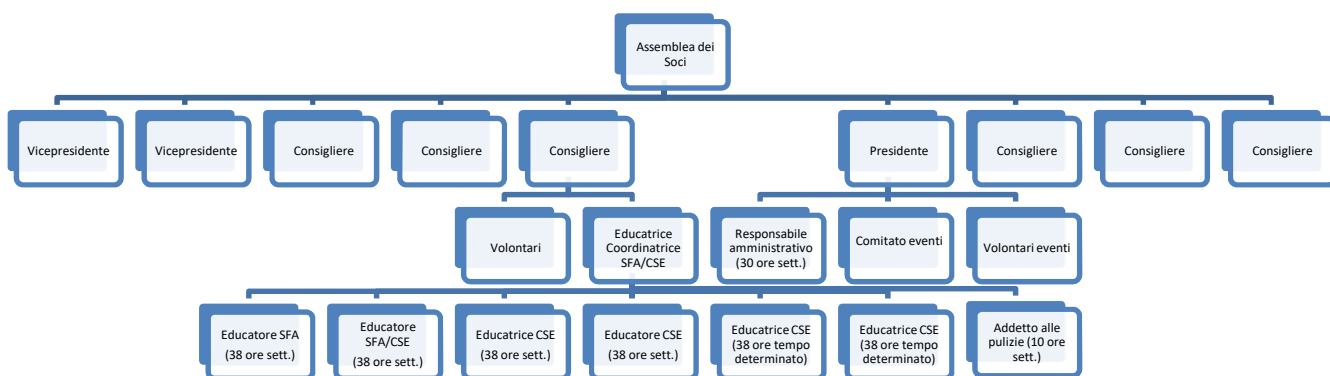 Assemblea dei
Soci
Vicepresidente
Vicepresidente
Consigliere
Consigliere
Consigliere
Presidente
Consigliere
Consigliere
Consigliere
Volontari
Educatrice
Coordinatrice
SFA/CSE
Responsabile
amministrativo
(30 ore sett.)
Comitato eventi
Volontari eventi
Educatore SFA
(38 ore sett.)
Educatore
SFA/CSE
(38 ore sett.)
Educatrice CSE
(38 ore sett.)
Educatore CSE
(38 ore sett.)
Educatrice CSE
(38 ore tempo
determinato)
Educatrice CSE
(38 ore tempo
determinato)
Addetto alle
pulizie (10 ore
sett.)